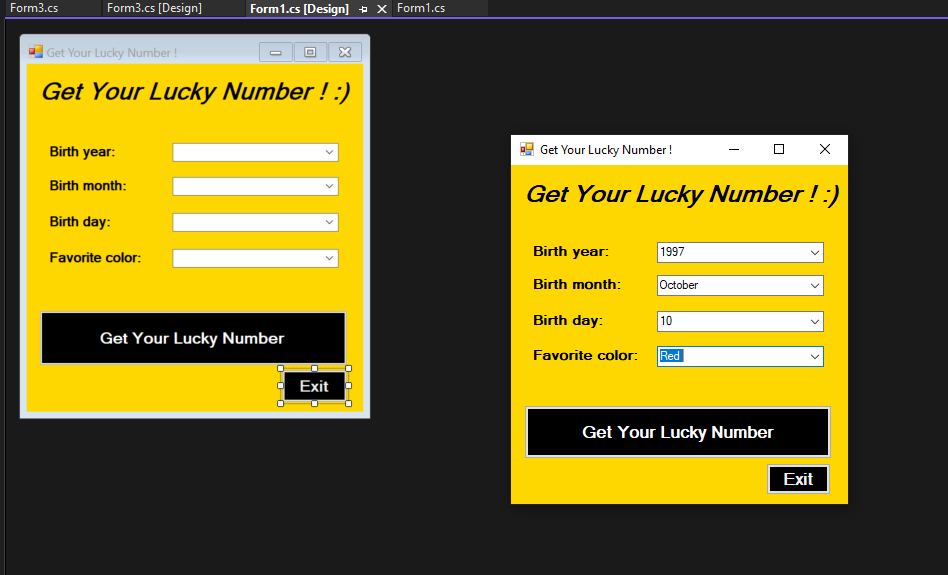 Form3.cs
Form3.cs [Design]
Form1.cs [Design]
Form1.cs
Get Your Lucky Number !
Get Your Lucky Number ! :)
Birth year:
Birth month:
Birth day:
Favorite color:
Get Your Lucky Number
Exit
Get Your Lucky Number !
Get Your Lucky Number ! :)
Birth year: 1997
Birth month: October
Birth day: 10
Favorite color: Red
Get Your Lucky Number
Exit